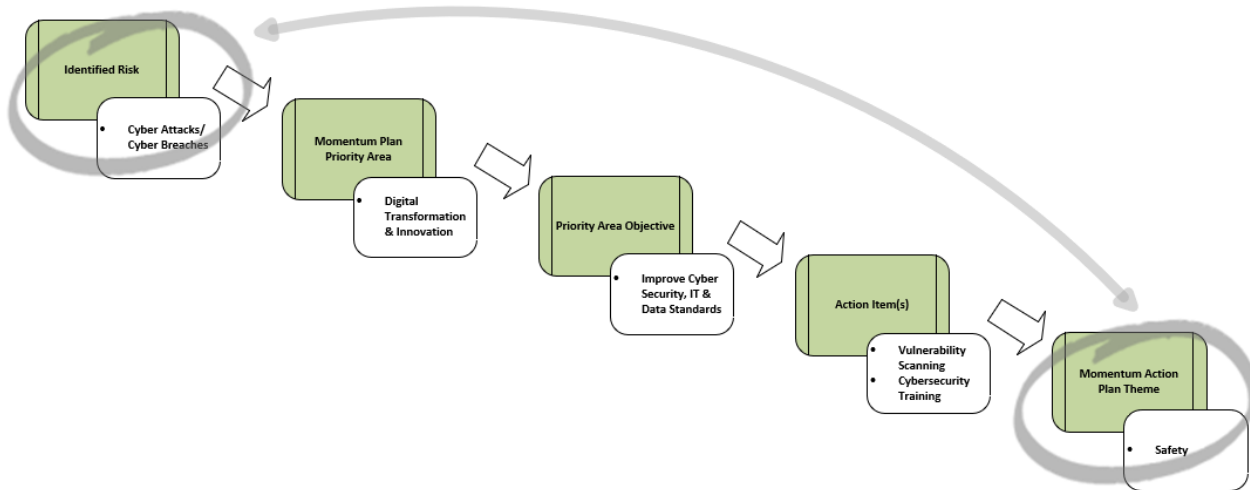 Identified Risk
• Cyber Attacks/
Cyber Breaches
Momentum Plan
Priority Area
• Digital
Transformation
& Innovation
Priority Area Objective
• Improve Cyber
Security, IT &
Data Standards
Action Item(s)
• Vulnerability
Scanning
• Cybersecurity
Training
Momentum Action
Plan Theme
• Safety